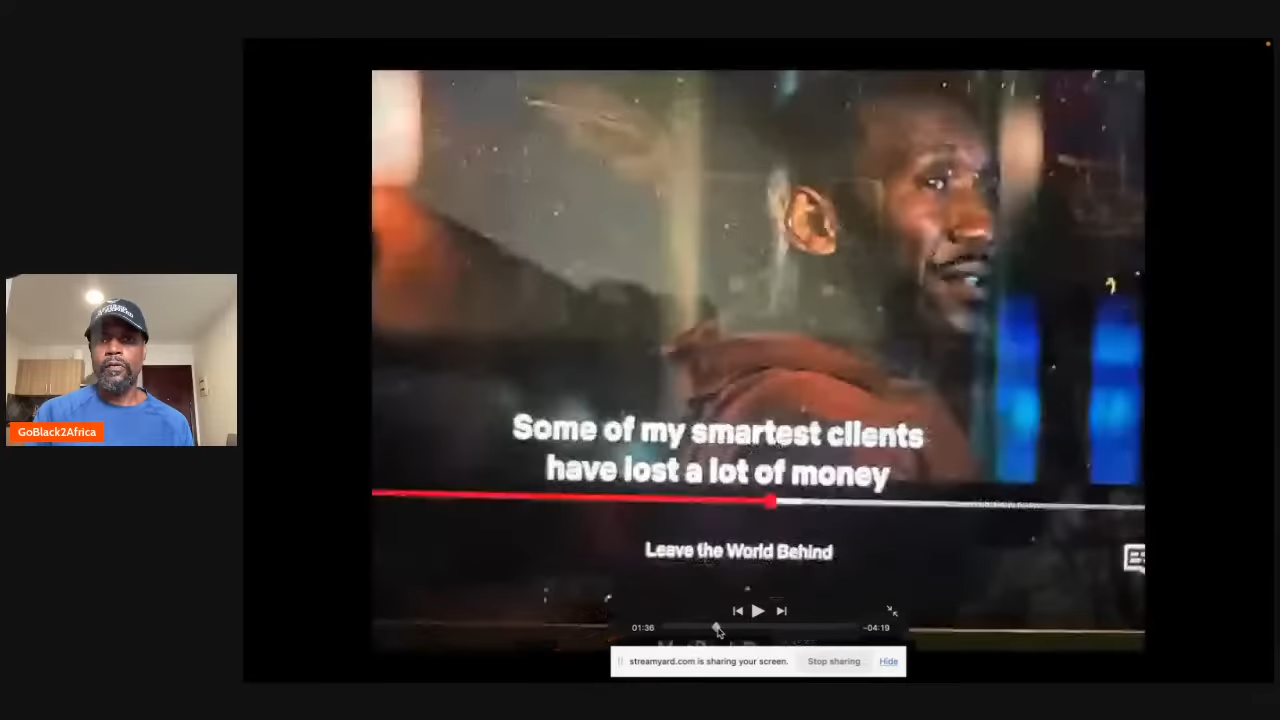 GoBlack2Africa
Some of my smartest clients
have lost a lot of money
Leave the World Behind
01:36
-04:19
streamyard.com is sharing your screen.
Stop sharing
Hide